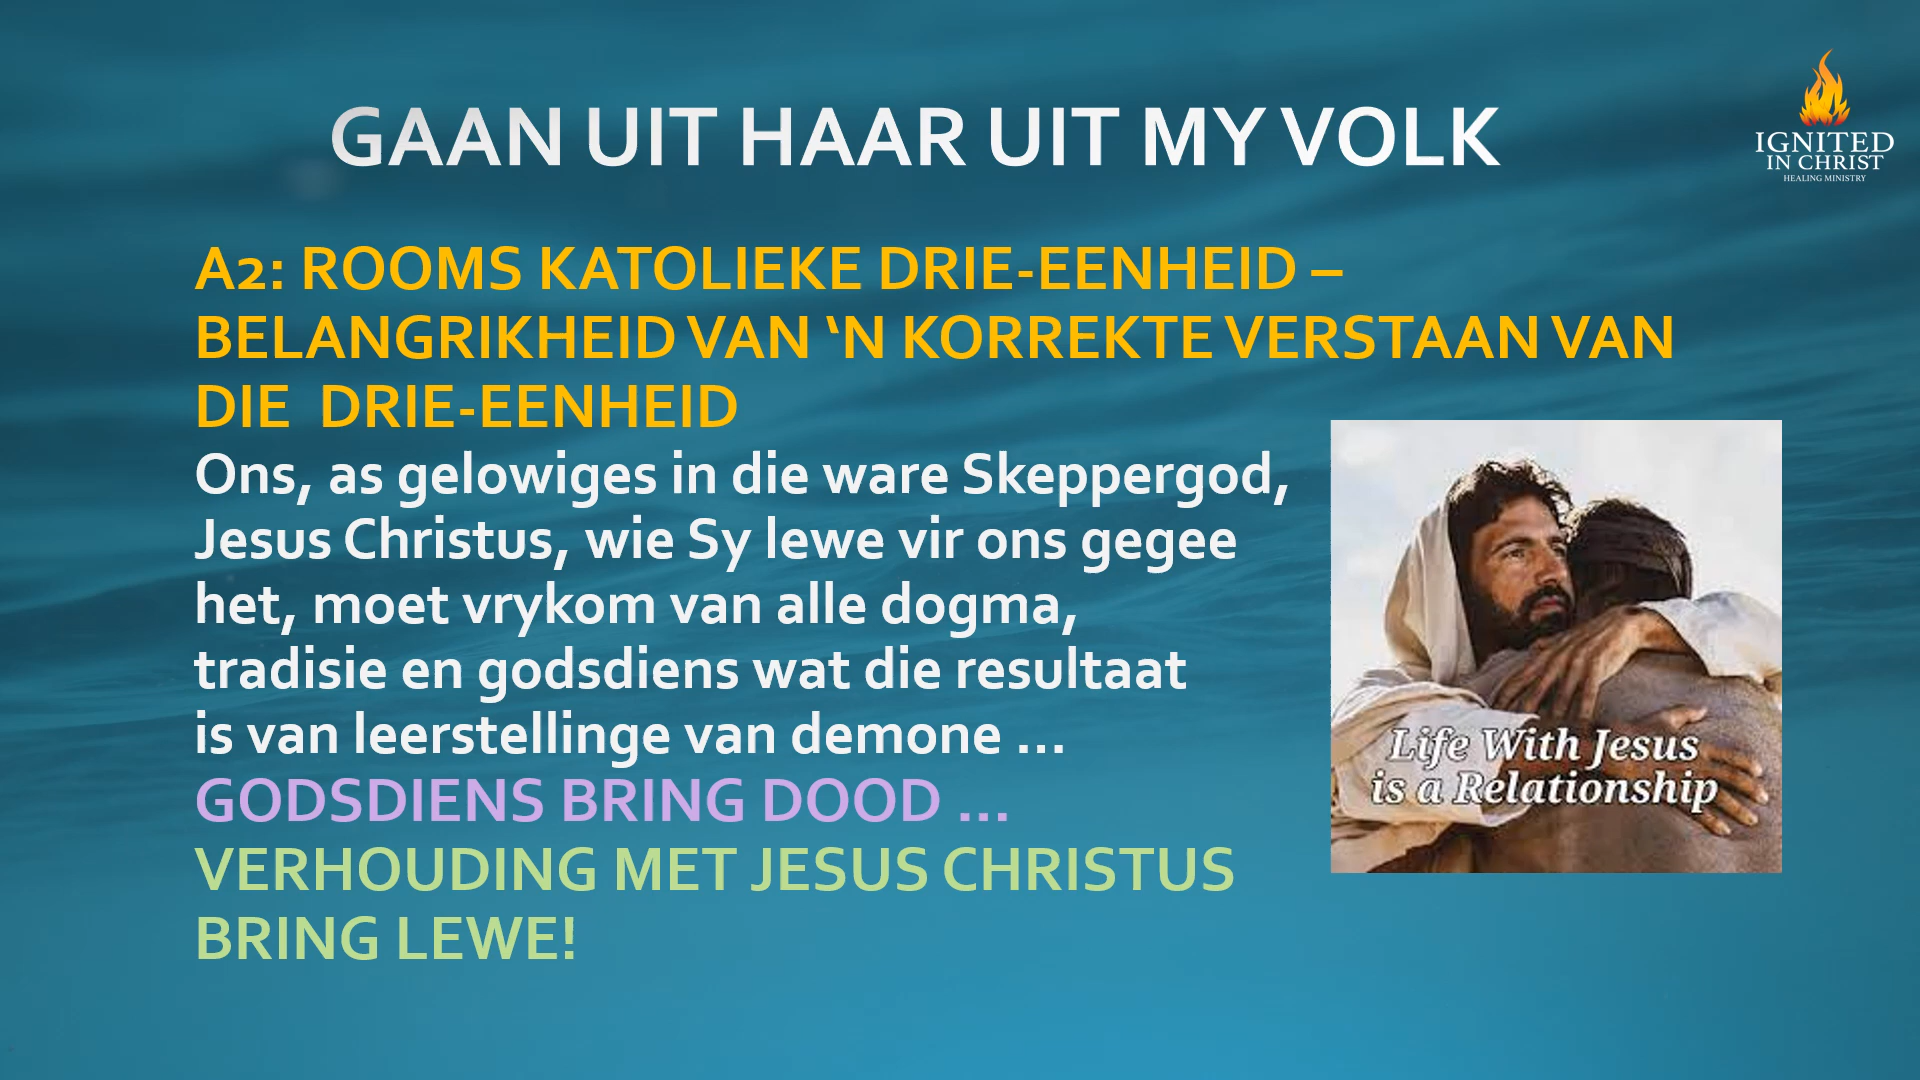 GAAN UIT HAAR UIT MY VOLK
IGNITED
IN CHRIST
HEALING MINISTRY
A2: ROOMS KATOLIEKE DRIE-EENHEID –
BELANGRIKHEID VAN ‘N KORREKTE VERSTAAN VAN
DIE  DRIE-EENHEID
Ons, as gelowiges in die ware Skeppergod,
Jesus Christus, wie Sy lewe vir ons gegee
het, moet vrykom van alle dogma,
tradisie en godsdiens wat die resultaat
is van leerstellinge van demone …
GODSDIENS BRING DOOD …
VERHOUDING MET JESUS CHRISTUS
BRING LEWE!
Life With Jesus
is a Relationship